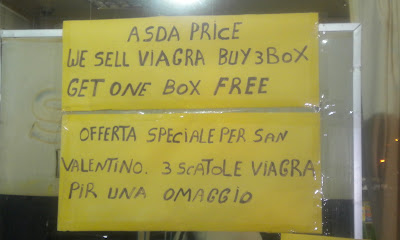 ASDA PRICE
WE SELL VIAGRA BUY 3 BOX
GET ONE BOX FREE
OFFERTA SPECIALE PER SAN
VALENTINO. 3 SCATOLE VIAGRA
PIR UNA OMAGGIO